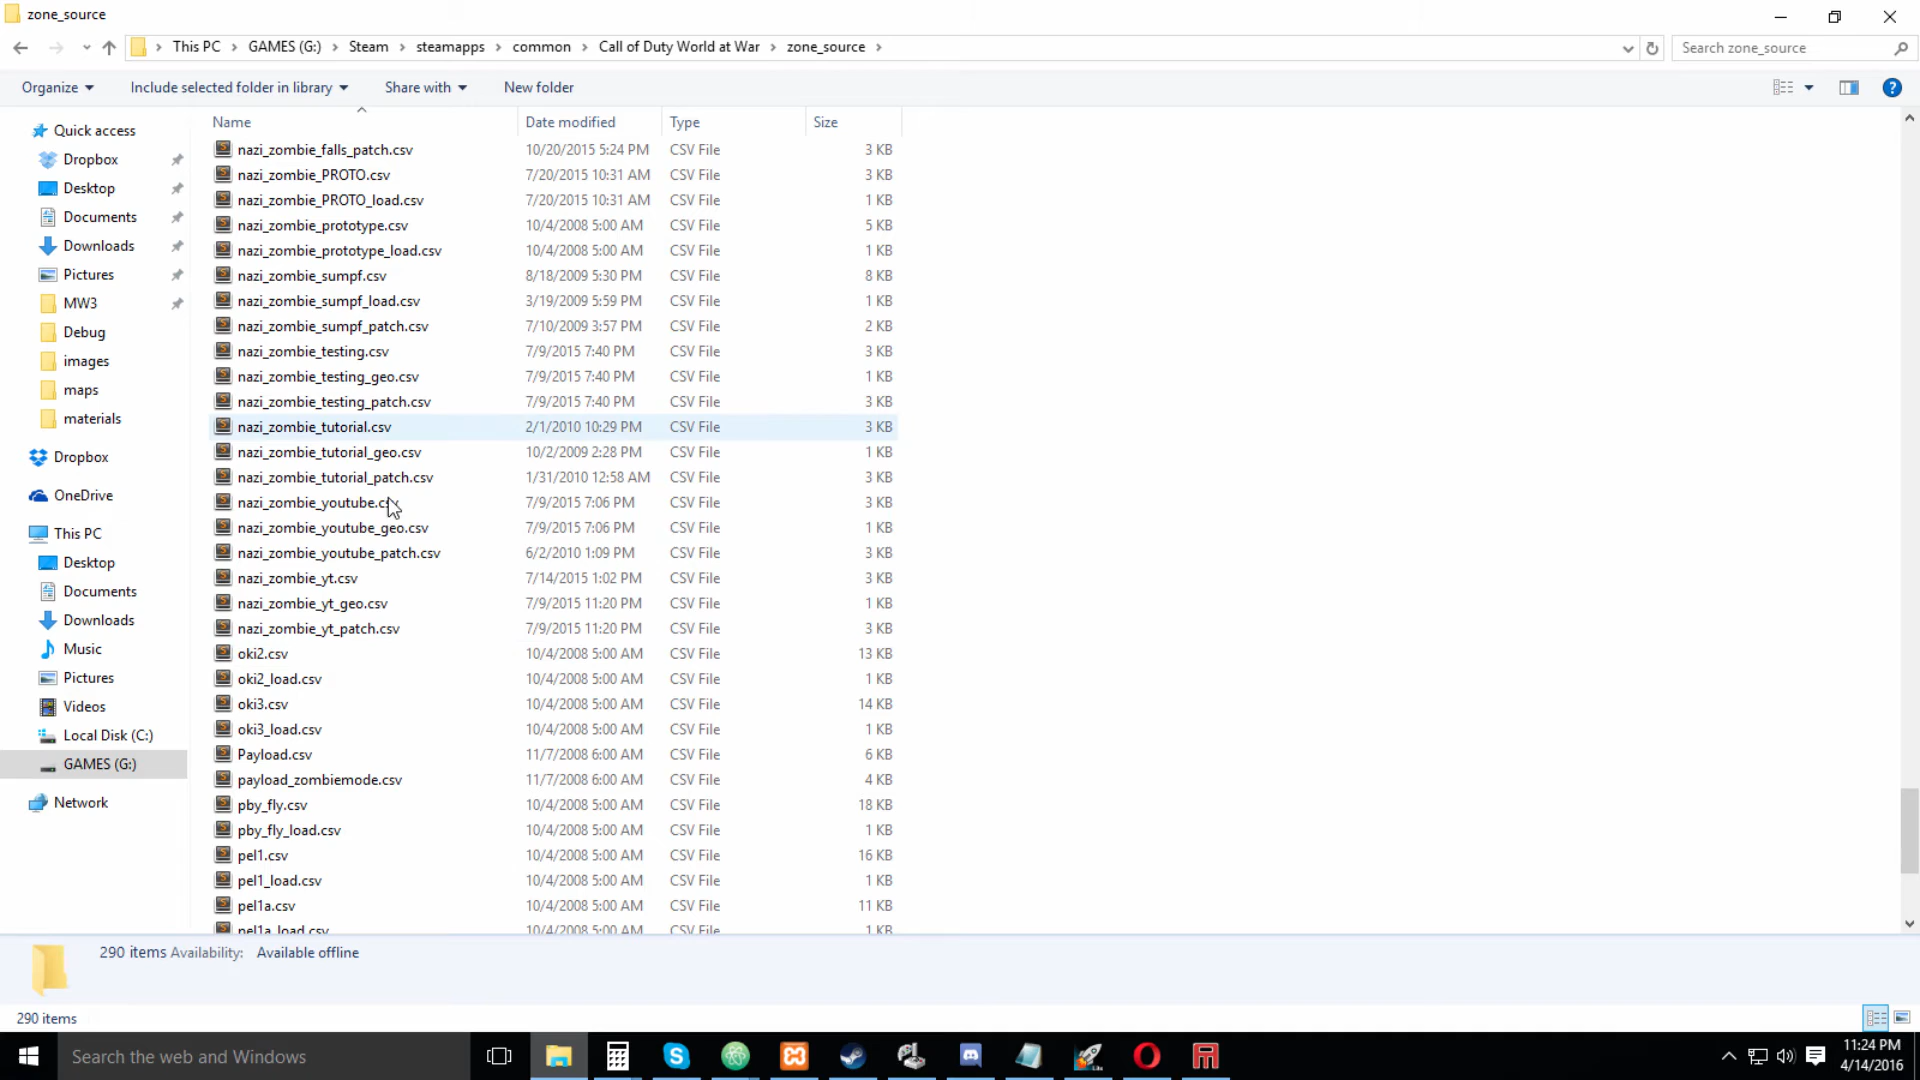 zone_source
This PC > GAMES (G:) > Steam > steamapps > common > Call of Duty World at War > zone_source >
Search zone_source
Organize Include selected folder in library Share with New folder
Name Date modified Type Size
Quick access
Dropbox
Desktop
Documents
Downloads
Pictures
MW3
Debug
images
maps
materials
Dropbox
OneDrive
This PC
Desktop
Documents
Downloads
Music
Pictures
Videos
Local Disk (C:)
GAMES (G:)
Network
nazi_zombie_falls_patch.csv 10/20/2015 5:24 PM CSV File 3 KB
nazi_zombie_PROTO.csv 7/20/2015 10:31 AM CSV File 3 KB
nazi_zombie_PROTO_load.csv 7/20/2015 10:31 AM CSV File 1 KB
nazi_zombie_prototype.csv 10/4/2008 5:00 AM CSV File 5 KB
nazi_zombie_prototype_load.csv 10/4/2008 5:00 AM CSV File 1 KB
nazi_zombie_sumpf.csv 8/18/2009 5:30 PM CSV File 8 KB
nazi_zombie_sumpf_load.csv 3/19/2009 5:59 PM CSV File 1 KB
nazi_zombie_sumpf_patch.csv 7/10/2009 3:57 PM CSV File 2 KB
nazi_zombie_testing.csv 7/9/2015 7:40 PM CSV File 3 KB
nazi_zombie_testing_geo.csv 7/9/2015 7:40 PM CSV File 1 KB
nazi_zombie_testing_patch.csv 7/9/2015 7:40 PM CSV File 3 KB
nazi_zombie_tutorial.csv 2/1/2010 10:29 PM CSV File 3 KB
nazi_zombie_tutorial_geo.csv 10/2/2009 2:28 PM CSV File 1 KB
nazi_zombie_tutorial_patch.csv 1/31/2010 12:58 AM CSV File 3 KB
nazi_zombie_youtube.csv 7/9/2015 7:06 PM CSV File 3 KB
nazi_zombie_youtube_geo.csv 7/9/2015 7:06 PM CSV File 1 KB
nazi_zombie_youtube_patch.csv 6/2/2010 1:09 PM CSV File 3 KB
nazi_zombie_yt.csv 7/14/2015 1:02 PM CSV File 3 KB
nazi_zombie_yt_geo.csv 7/9/2015 11:20 PM CSV File 1 KB
nazi_zombie_yt_patch.csv 7/9/2015 11:20 PM CSV File 3 KB
oki2.csv 10/4/2008 5:00 AM CSV File 13 KB
oki2_load.csv 10/4/2008 5:00 AM CSV File 1 KB
oki3.csv 10/4/2008 5:00 AM CSV File 14 KB
oki3_load.csv 10/4/2008 5:00 AM CSV File 1 KB
Payload.csv 11/7/2008 6:00 AM CSV File 6 KB
payload_zombiemode.csv 11/7/2008 6:00 AM CSV File 4 KB
pby_fly.csv 10/4/2008 5:00 AM CSV File 18 KB
pby_fly_load.csv 10/4/2008 5:00 AM CSV File 1 KB
pel1.csv 10/4/2008 5:00 AM CSV File 16 KB
pel1_load.csv 10/4/2008 5:00 AM CSV File 1 KB
pel1a.csv 10/4/2008 5:00 AM CSV File 11 KB
pel1a_load.csv 10/4/2008 5:00 AM CSV File 1 KB
290 items Availability: Available offline
290 items
Search the web and Windows
11:24 PM
4/14/2016